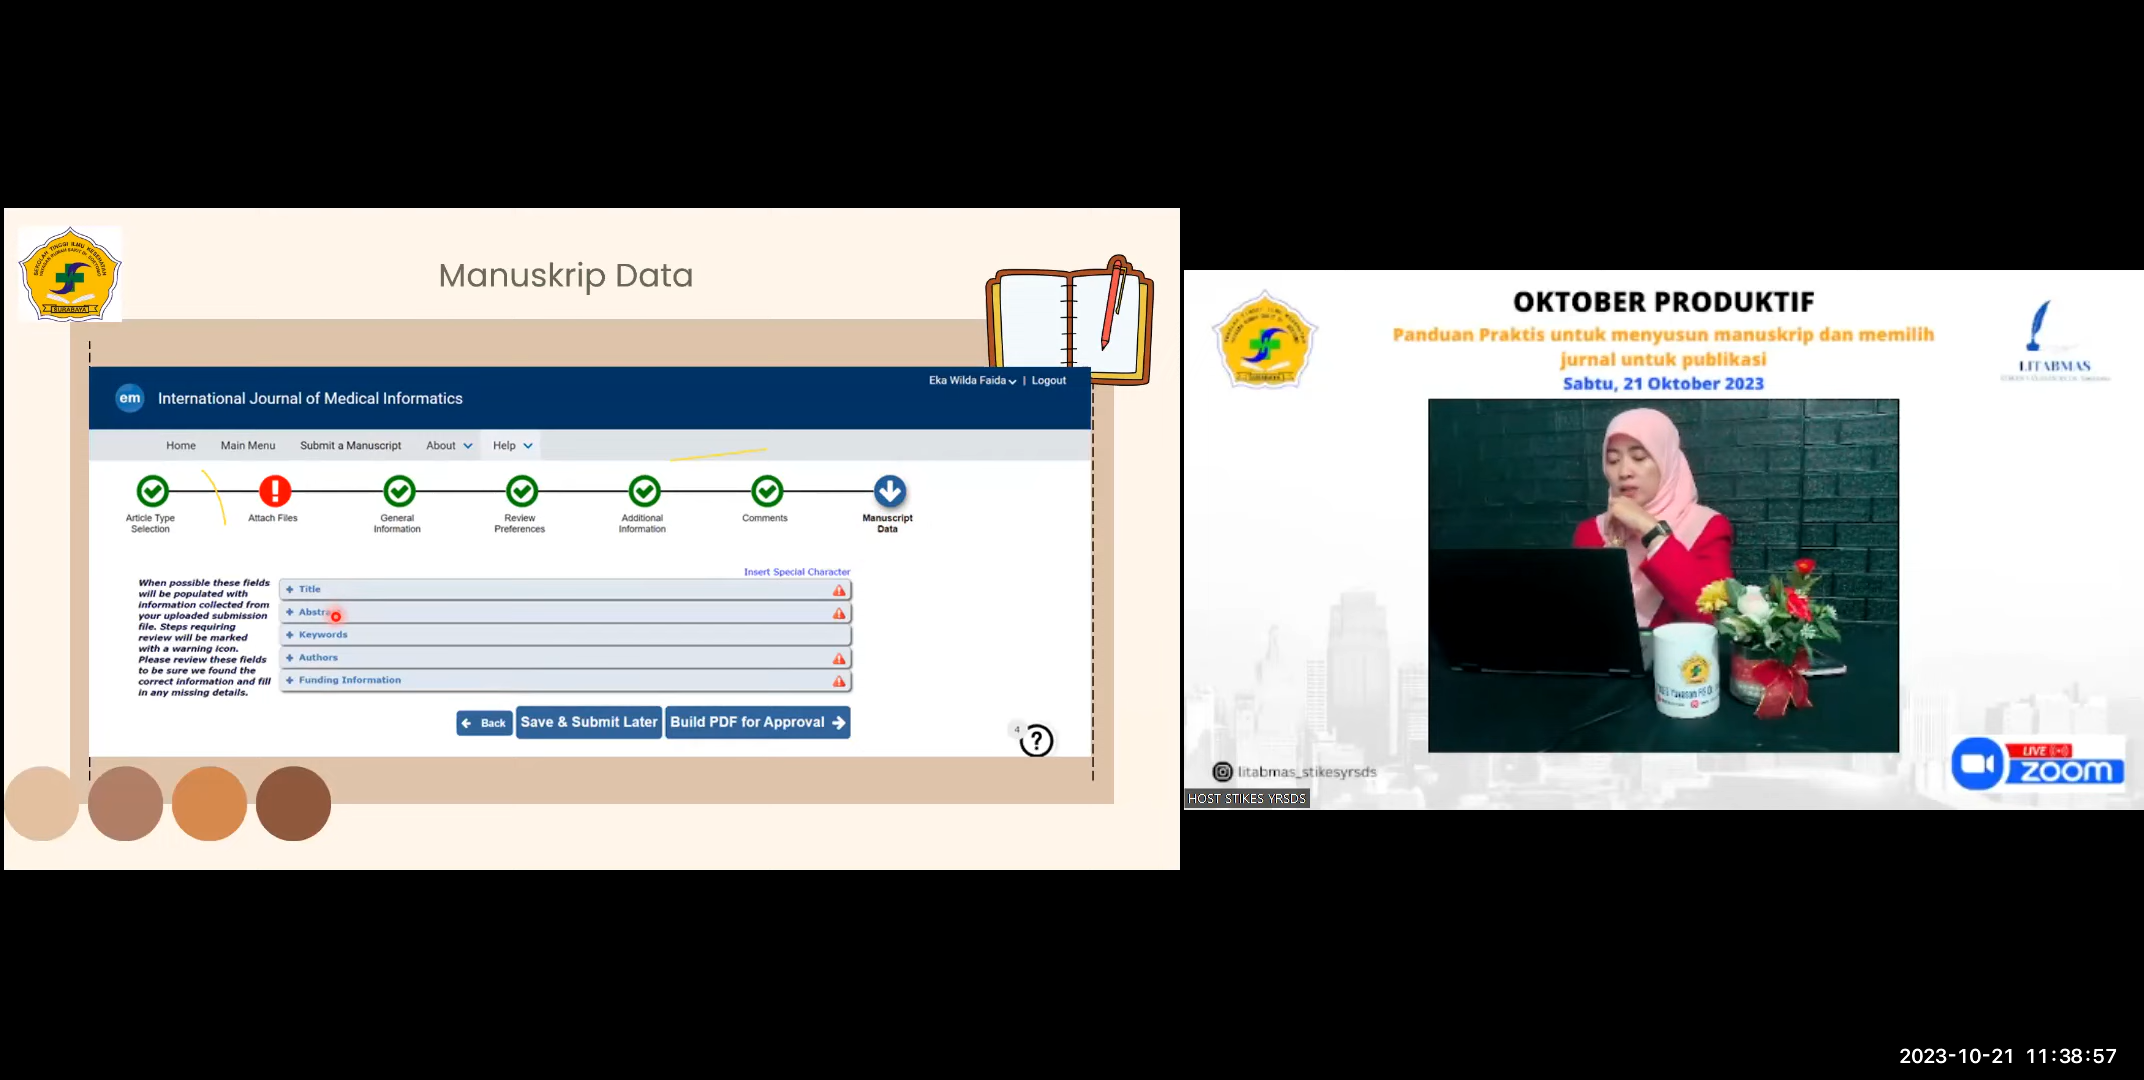 Manuskrip Data
SURABAYA
Eka Wilda Faida | Logout
em International Journal of Medical Informatics
Home Main Menu Submit a Manuscript About Help
Article Type
Selection
Attach Files
General
Information
Review
Preferences
Additional
Information
Comments
Manuscript
Data
Insert Special Character
When possible these fields
will be populated with
information collected from
your uploaded submission
file. Steps requiring
review will be marked
with a warning icon.
Please review these fields
to be sure we found the
correct information and fill
in any missing details.
+ Title
+
+ Keywords
+ Authors
+ Funding Information
Back
Save & Submit Later
Build PDF for Approval
4
?
OKTOBER PRODUKTIF
Panduan Praktis untuk menyusun manuskrip dan memilih
jurnal untuk publikasi
Sabtu, 21 Oktober 2023
LITABMAS
litabmas_stikesyrsds
HOST STIKES YRSDS
LIVE
zoom
2023-10-21 11:38:57